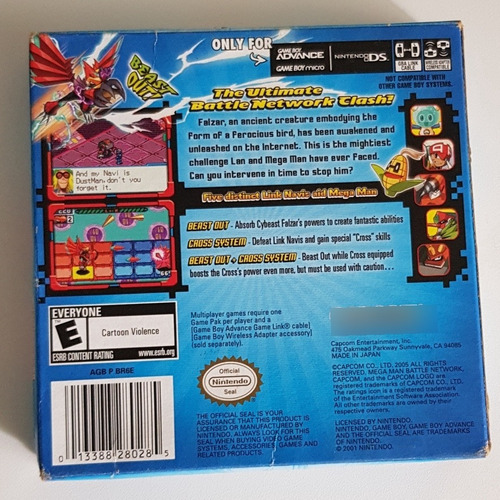 ONLY FOR
GAME BOY
ADVANCE
GAME BOY micro
NINTENDO DS
GBA LINK
CABLE
WIRELESS ADAPTER
COMPATIBLE
NOT COMPATIBLE WITH
OTHER GAME BOY SYSTEMS.
BEAST
OUT!
The Ultimate
Battle Network Clash!
Falzar, an ancient creature embodying the
Form of a Ferocious bird, has been awakened and
unleashed on the Internet. This is the mightiest
challenge Lan and Mega Man have ever Faced.
Can you intervene in time to stop him?
And my Navi is
DustMan.don't you
forget it.
Five distinct Link Navis aid Mega Man
BEAST OUT - Absorb Cybeast Falzar's powers to create fantastic abilities
CROSS SYSTEM - Defeat Link Navis and gain special "Cross" skills
BEAST OUT + CROSS SYSTEM - Beast Out while Cross equipped
boosts the Cross's power even more, but must be used with caution...
EVERYONE
E
Cartoon Violence
ESRB CONTENT RATING
www.esrb.org
AGB P BR6E
0 13388 28028 5
Multiplayer games require one
Game Pak per player and a
[Game Boy Advance Game Link® cable]
[Game Boy Wireless Adapter accessory]
(sold separately).
Official
Nintendo
Seal
THE OFFICIAL SEAL IS YOUR
ASSURANCE THAT THIS PRODUCT IS
LICENSED OR MANUFACTURED BY
NINTENDO. ALWAYS LOOK FOR THIS
SEAL WHEN BUYING VIDEO GAME
SYSTEMS, ACCESSORIES, GAMES AND
RELATED PRODUCTS.
Capcom Entertainment, Inc.
475 Oakmead Parkway Sunnyvale, CA 94085
MADE IN JAPAN
©CAPCOM CO., LTD. 2005 ALL RIGHTS
RESERVED. MEGA MAN BATTLE NETWORK,
CAPCOM, and the CAPCOM LOGO are
registered trademarks of CAPCOM CO., LTD.
The ratings icon is a registered trademark
of the Entertainment Software Association.
All other trademarks are owned by their
respective owners.
LICENSED BY NINTENDO.
NINTENDO, GAME BOY, GAME BOY ADVANCE
AND THE OFFICIAL SEAL ARE TRADEMARKS
OF NINTENDO.
© 2001 NINTENDO.